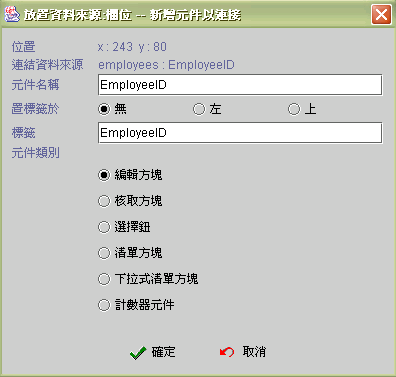 放置資料來源-欄位 -- 新增元件以連接
位置 x : 243 y : 80
連結資料來源 employees : EmployeeID
元件名稱 EmployeeID
置標籤於 無 左 上
標籤 EmployeeID
元件類別
編輯方塊
核取方塊
選擇鈕
清單方塊
下拉式清單方塊
計數器元件
確定 取消